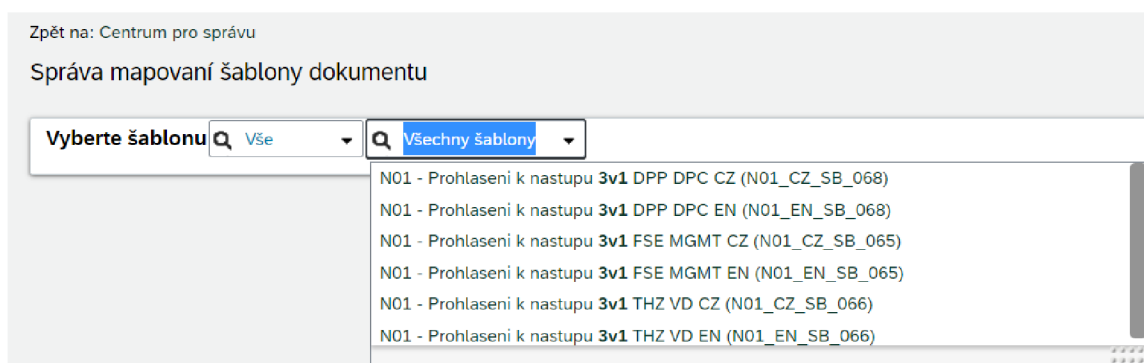 Zpět na: Centrum pro správu
Správa mapovaní šablony dokumentu
Vyberte šablonu Vše Všechny šablony
N01 - Prohlaseni k nastupu 3v1 DPP DPC CZ (N01_CZ_SB_068)
N01 - Prohlaseni k nastupu 3v1 DPP DPC EN (N01_EN_SB_068)
N01 - Prohlaseni k nastupu 3v1 FSE MGMT CZ (N01_CZ_SB_065)
N01 - Prohlaseni k nastupu 3v1 FSE MGMT EN (N01_EN_SB_065)
N01 - Prohlaseni k nastupu 3v1 THZ VD CZ (N01_CZ_SB_066)
N01 - Prohlaseni k nastupu 3v1 THZ VD EN (N01_EN_SB_066)